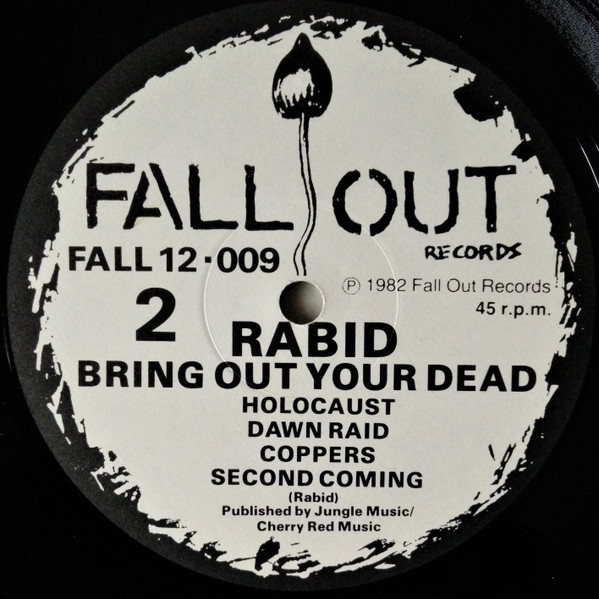 FALL OUT
RECORDS
FALL 12·009
℗ 1982 Fall Out Records
45 r.p.m.
2
RABID
BRING OUT YOUR DEAD
HOLOCAUST
DAWN RAID
COPPERS
SECOND COMING
(Rabid)
Published by Jungle Music/
Cherry Red Music